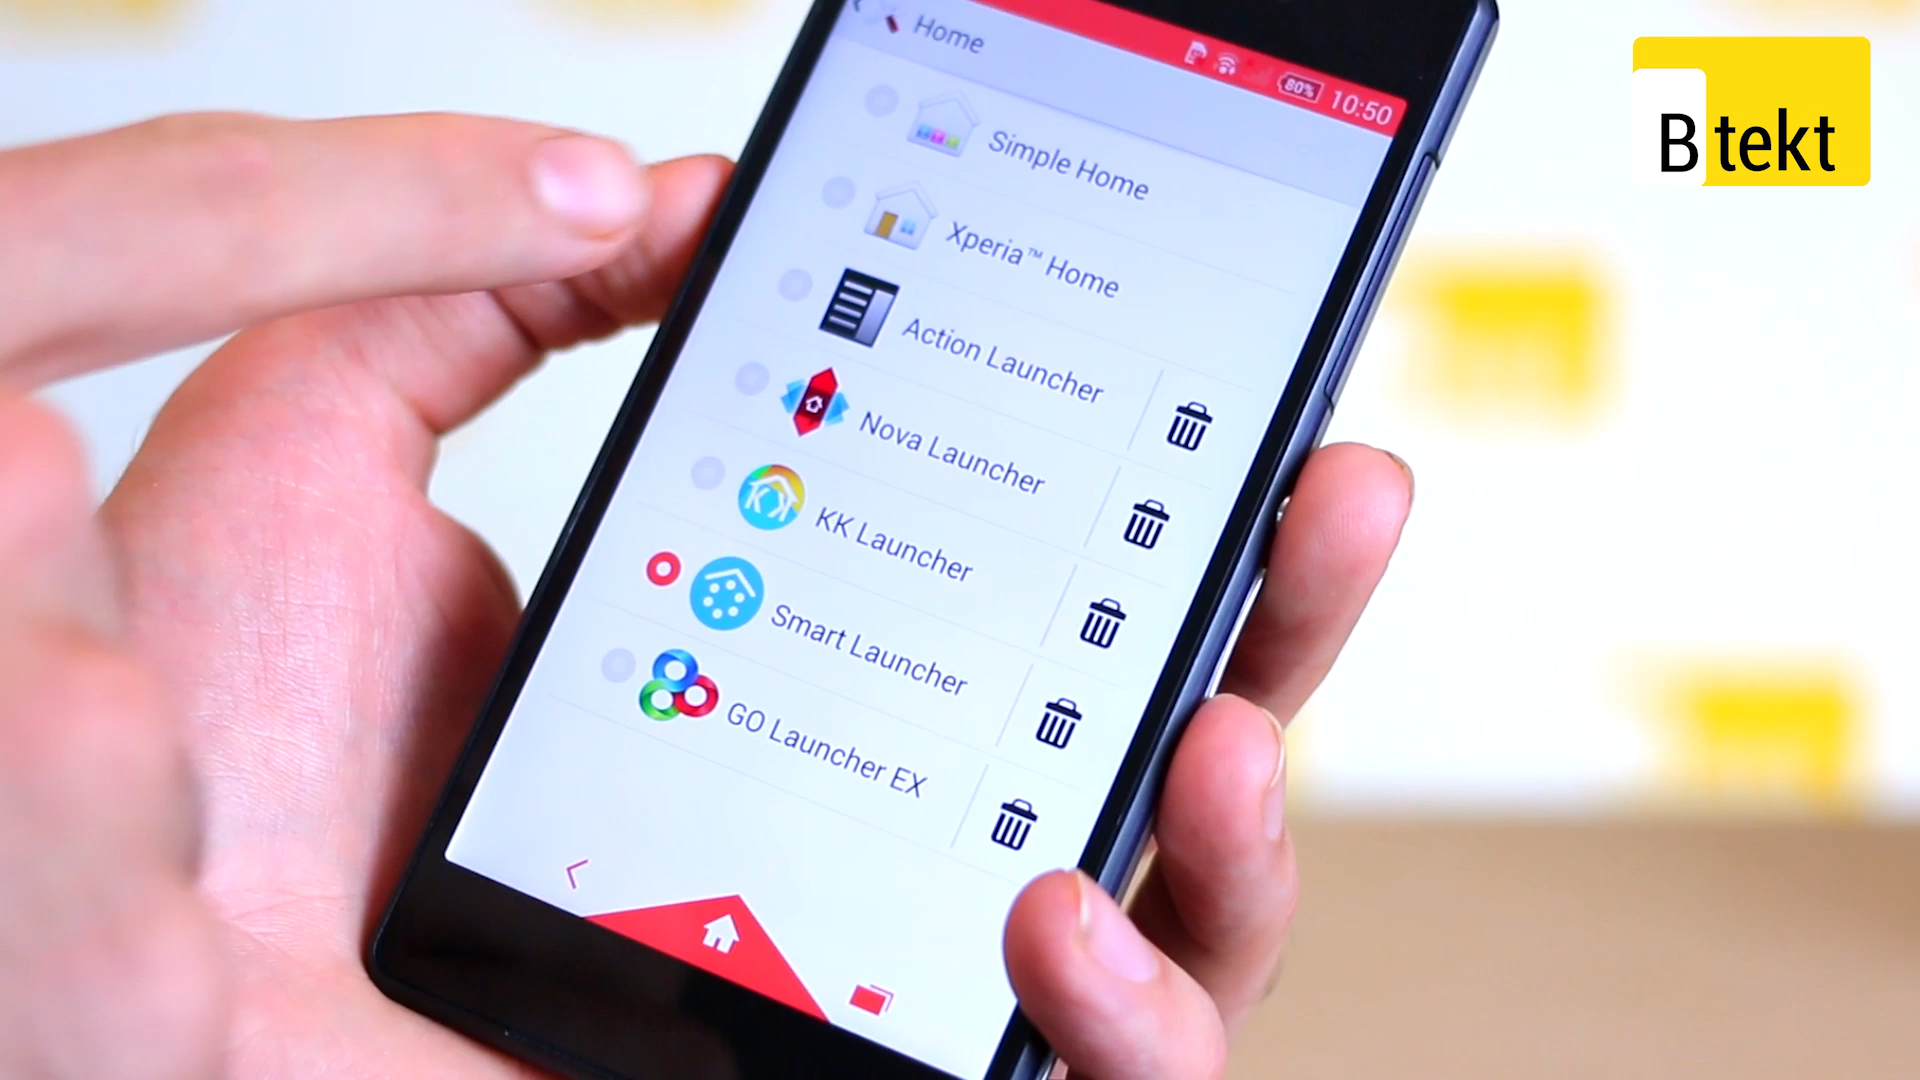 Home
80% 10:50
Simple Home
Xperia™ Home
Action Launcher
Nova Launcher
KK Launcher
Smart Launcher
GO Launcher EX
B tekt